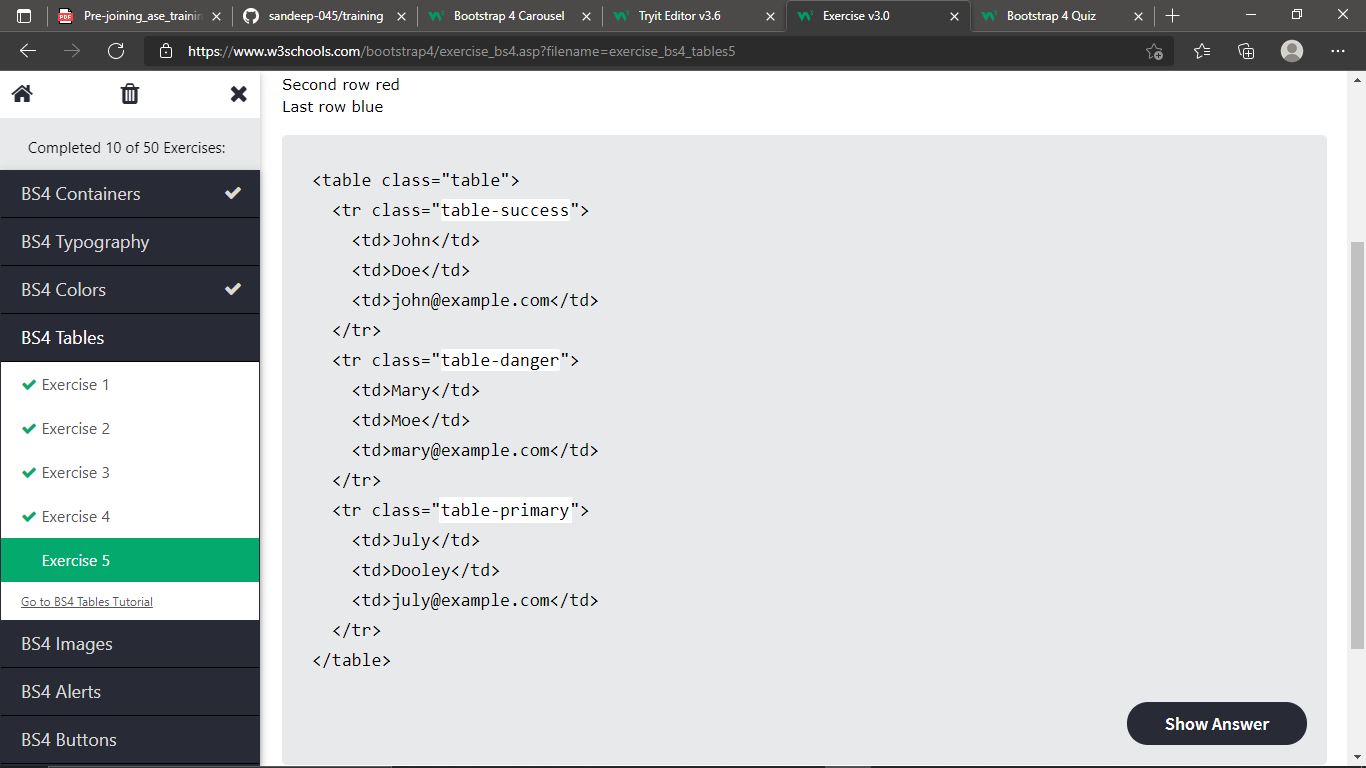 Pre-joining_ase_trainin
sandeep-045/training
Bootstrap 4 Carousel
Tryit Editor v3.6
Exercise v3.0
Bootstrap 4 Quiz
https://www.w3schools.com/bootstrap4/exercise_bs4.asp?filename=exercise_bs4_tables5
Completed 10 of 50 Exercises:
BS4 Containers
BS4 Typography
BS4 Colors
BS4 Tables
Exercise 1
Exercise 2
Exercise 3
Exercise 4
Exercise 5
Go to BS4 Tables Tutorial
BS4 Images
BS4 Alerts
BS4 Buttons
Second row red
Last row blue
<table class="table">
<tr class="table-success">
<td>John</td>
<td>Doe</td>
<td>john@example.com</td>
</tr>
<tr class="table-danger">
<td>Mary</td>
<td>Moe</td>
<td>mary@example.com</td>
</tr>
<tr class="table-primary">
<td>July</td>
<td>Dooley</td>
<td>july@example.com</td>
</tr>
</table>
Show Answer